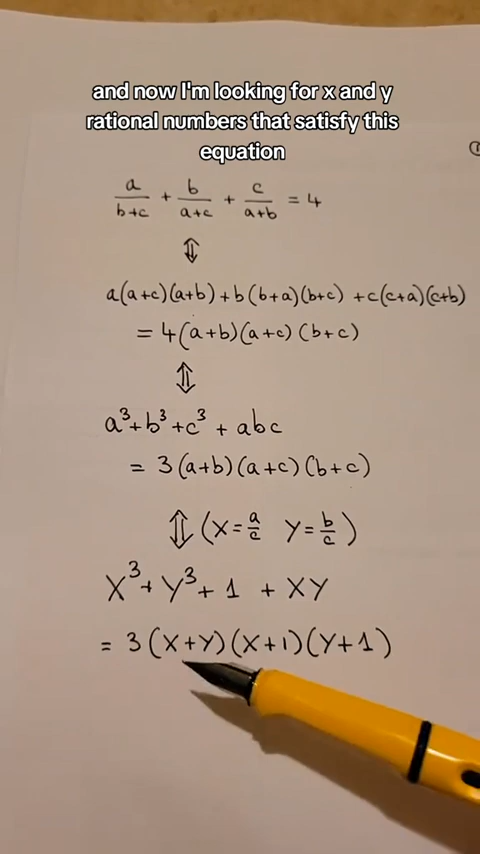 and now I'm looking for x and y
rational numbers that satisfy this
equation
a/(b+c) + b/(a+c) + c/(a+b) = 4
⇕
a(a+c)(a+b)+b(b+a)(b+c)+c(c+a)(c+b)
= 4(a+b)(a+c)(b+c)
⇕
a³+b³+c³+abc
= 3(a+b)(a+c)(b+c)
⇕ (X=a/c Y=b/c)
X³+Y³+1+XY
= 3(X+Y)(X+1)(Y+1)